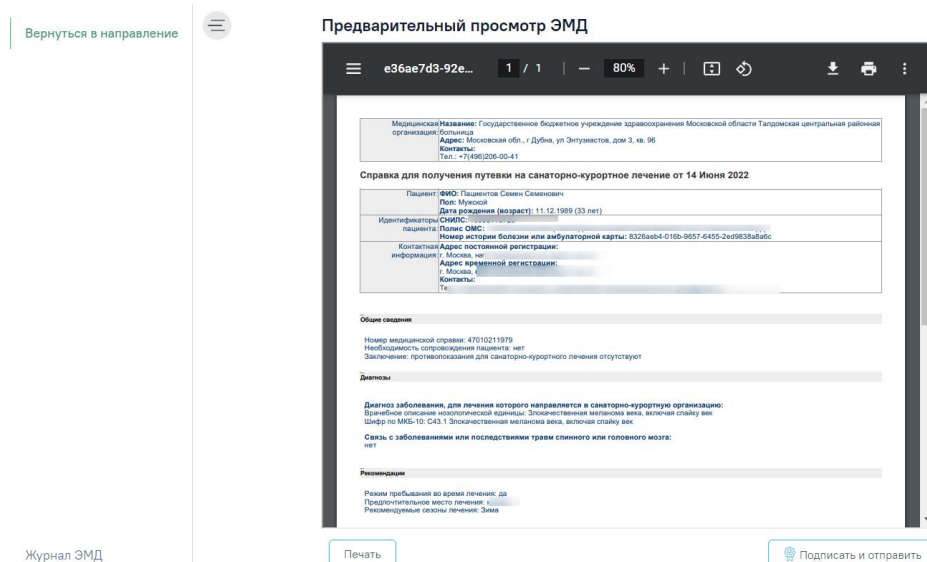 Вернуться в направление
Предварительный просмотр ЭМД
e36ae7d3-92e... 1 / 1 80%
Медицинская организация: Название: Государственное бюджетное учреждение здравоохранения Московской области Талдомская центральная районная
больница
Адрес: Московская обл., г Дубна, ул Энтузиастов, дом 3, кв. 96
Контакты:
Тел.: +7(496)206-00-41
Справка для получения путевки на санаторно-курортное лечение от 14 Июня 2022
Пациент: ФИО: Пациентов Семен Семенович
Пол: Мужской
Дата рождения (возраст): 11.12.1989 (33 лет)
Идентификаторы пациента: СНИЛС:
Полис ОМС:
Номер истории болезни или амбулаторной карты: 8326aeb4-016b-9657-6455-2ed9838a8a6c
Контактная информация: Адрес постоянной регистрации:
г. Москва,
Адрес временной регистрации:
г. Москва,
Контакты:
Общие сведения
Номер медицинской справки: 47010211979
Необходимость сопровождения пациента: нет
Заключение: противопоказания для санаторно-курортного лечения отсутствуют
Диагнозы
Диагноз заболевания, для лечения которого направляется в санаторно-курортную организацию:
Врачебное описание нозологической единицы: Злокачественная меланома века, включая спайку век
Шифр по МКБ-10: C43.1 Злокачественная меланома века, включая спайку век
Связь с заболеваниями или последствиями травм спинного или головного мозга:
нет
Рекомендации
Режим пребывания во время лечения: да
Предпочтительное место лечения:
Рекомендуемые сезоны лечения: Зима
Журнал ЭМД
Печать
Подписать и отправить